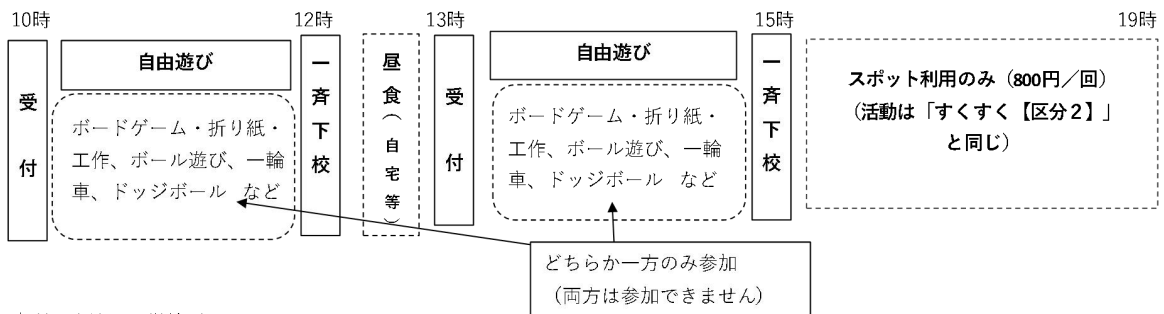 10時
12時
13時
15時
19時
受付
自由遊び
ボードゲーム・折り紙・
工作、ボール遊び、一輪
車、ドッジボール など
一斉下校
昼食(自宅等)
受付
自由遊び
ボードゲーム・折り紙・
工作、ボール遊び、一輪
車、ドッジボール など
一斉下校
スポット利用のみ（800円／回）
（活動は「すくすく【区分２】」
と同じ）
どちらか一方のみ参加
（両方は参加できません）